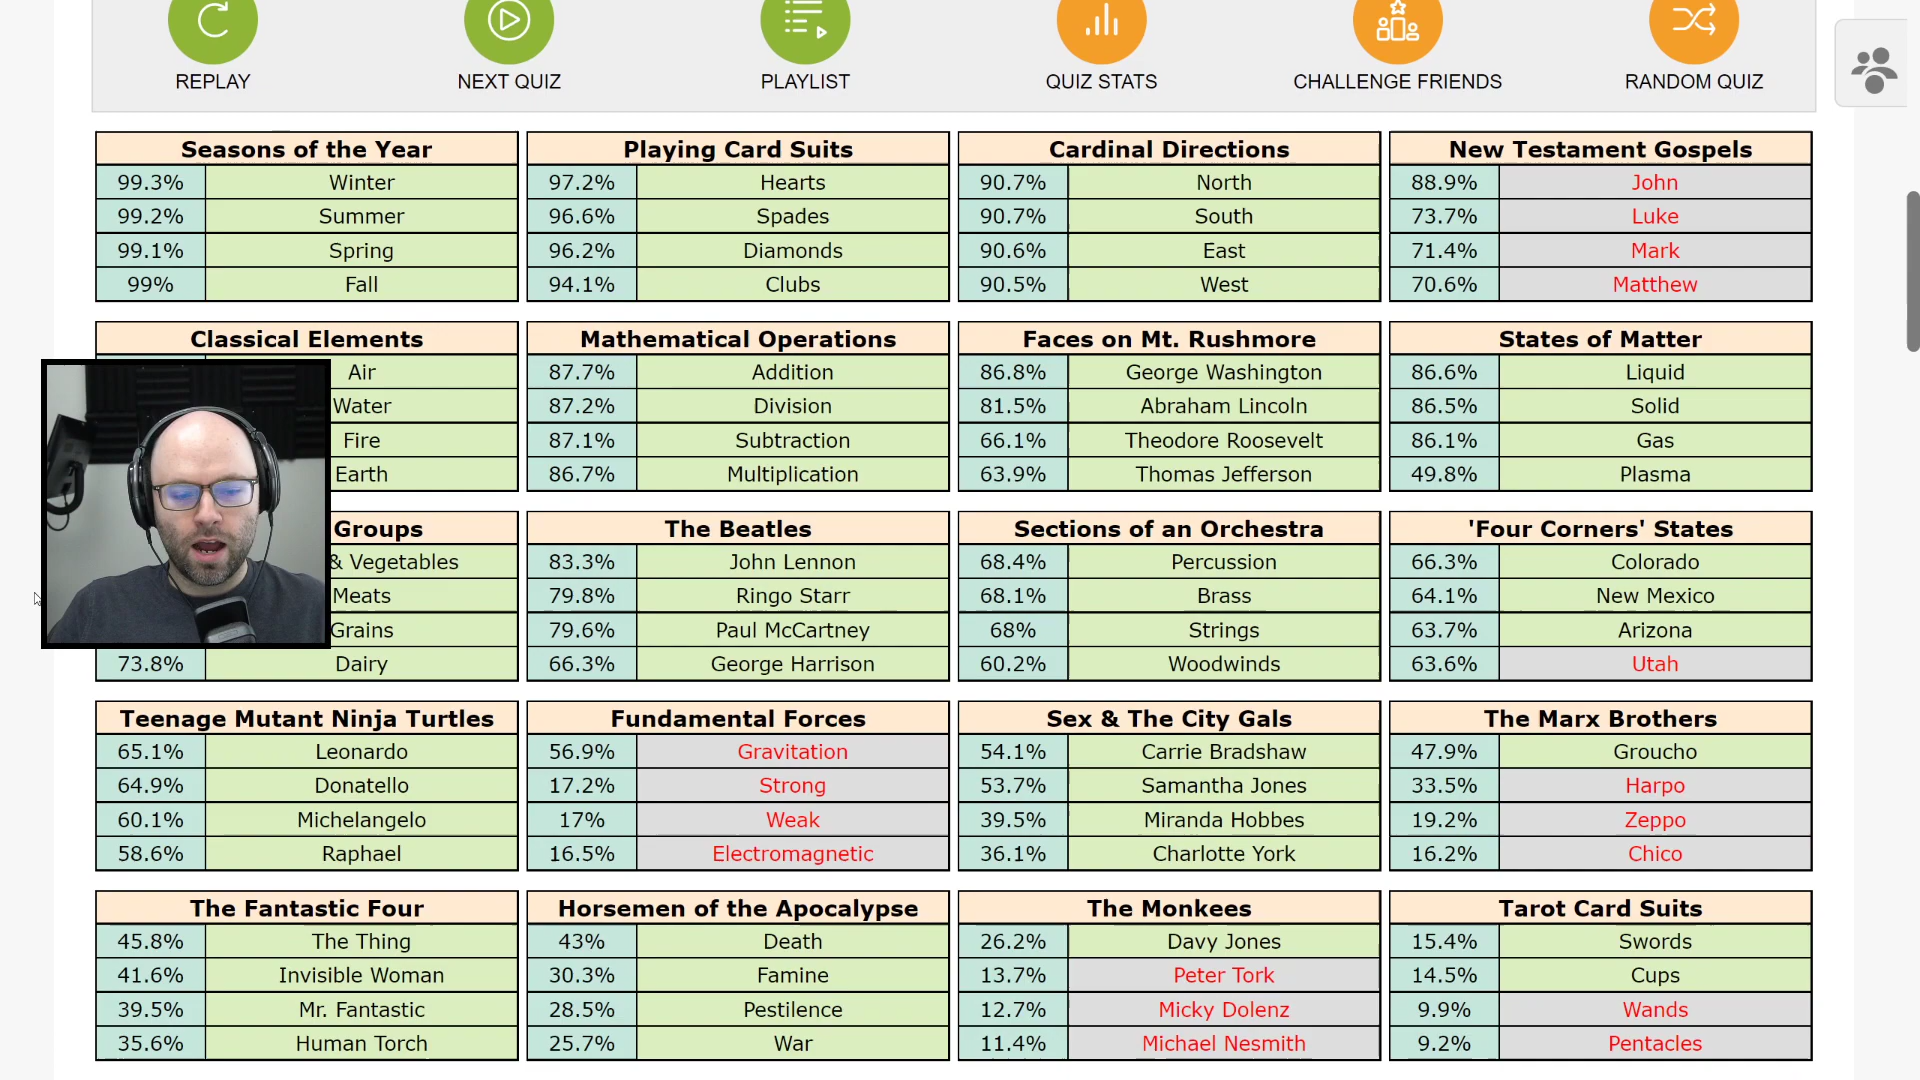 REPLAY NEXT QUIZ PLAYLIST QUIZ STATS CHALLENGE FRIENDS RANDOM QUIZ
Seasons of the Year
99.3% Winter
99.2% Summer
99.1% Spring
99% Fall
Playing Card Suits
97.2% Hearts
96.6% Spades
96.2% Diamonds
94.1% Clubs
Cardinal Directions
90.7% North
90.7% South
90.6% East
90.5% West
New Testament Gospels
88.9% John
73.7% Luke
71.4% Mark
70.6% Matthew
Classical Elements
Air
Water
Fire
Earth
Mathematical Operations
87.7% Addition
87.2% Division
87.1% Subtraction
86.7% Multiplication
Faces on Mt. Rushmore
86.8% George Washington
81.5% Abraham Lincoln
66.1% Theodore Roosevelt
63.9% Thomas Jefferson
States of Matter
86.6% Liquid
86.5% Solid
86.1% Gas
49.8% Plasma
Groups
& Vegetables
Meats
Grains
73.8% Dairy
The Beatles
83.3% John Lennon
79.8% Ringo Starr
79.6% Paul McCartney
66.3% George Harrison
Sections of an Orchestra
68.4% Percussion
68.1% Brass
68% Strings
60.2% Woodwinds
'Four Corners' States
66.3% Colorado
64.1% New Mexico
63.7% Arizona
63.6% Utah
Teenage Mutant Ninja Turtles
65.1% Leonardo
64.9% Donatello
60.1% Michelangelo
58.6% Raphael
Fundamental Forces
56.9% Gravitation
17.2% Strong
17% Weak
16.5% Electromagnetic
Sex & The City Gals
54.1% Carrie Bradshaw
53.7% Samantha Jones
39.5% Miranda Hobbes
36.1% Charlotte York
The Marx Brothers
47.9% Groucho
33.5% Harpo
19.2% Zeppo
16.2% Chico
The Fantastic Four
45.8% The Thing
41.6% Invisible Woman
39.5% Mr. Fantastic
35.6% Human Torch
Horsemen of the Apocalypse
43% Death
30.3% Famine
28.5% Pestilence
25.7% War
The Monkees
26.2% Davy Jones
13.7% Peter Tork
12.7% Micky Dolenz
11.4% Michael Nesmith
Tarot Card Suits
15.4% Swords
14.5% Cups
9.9% Wands
9.2% Pentacles